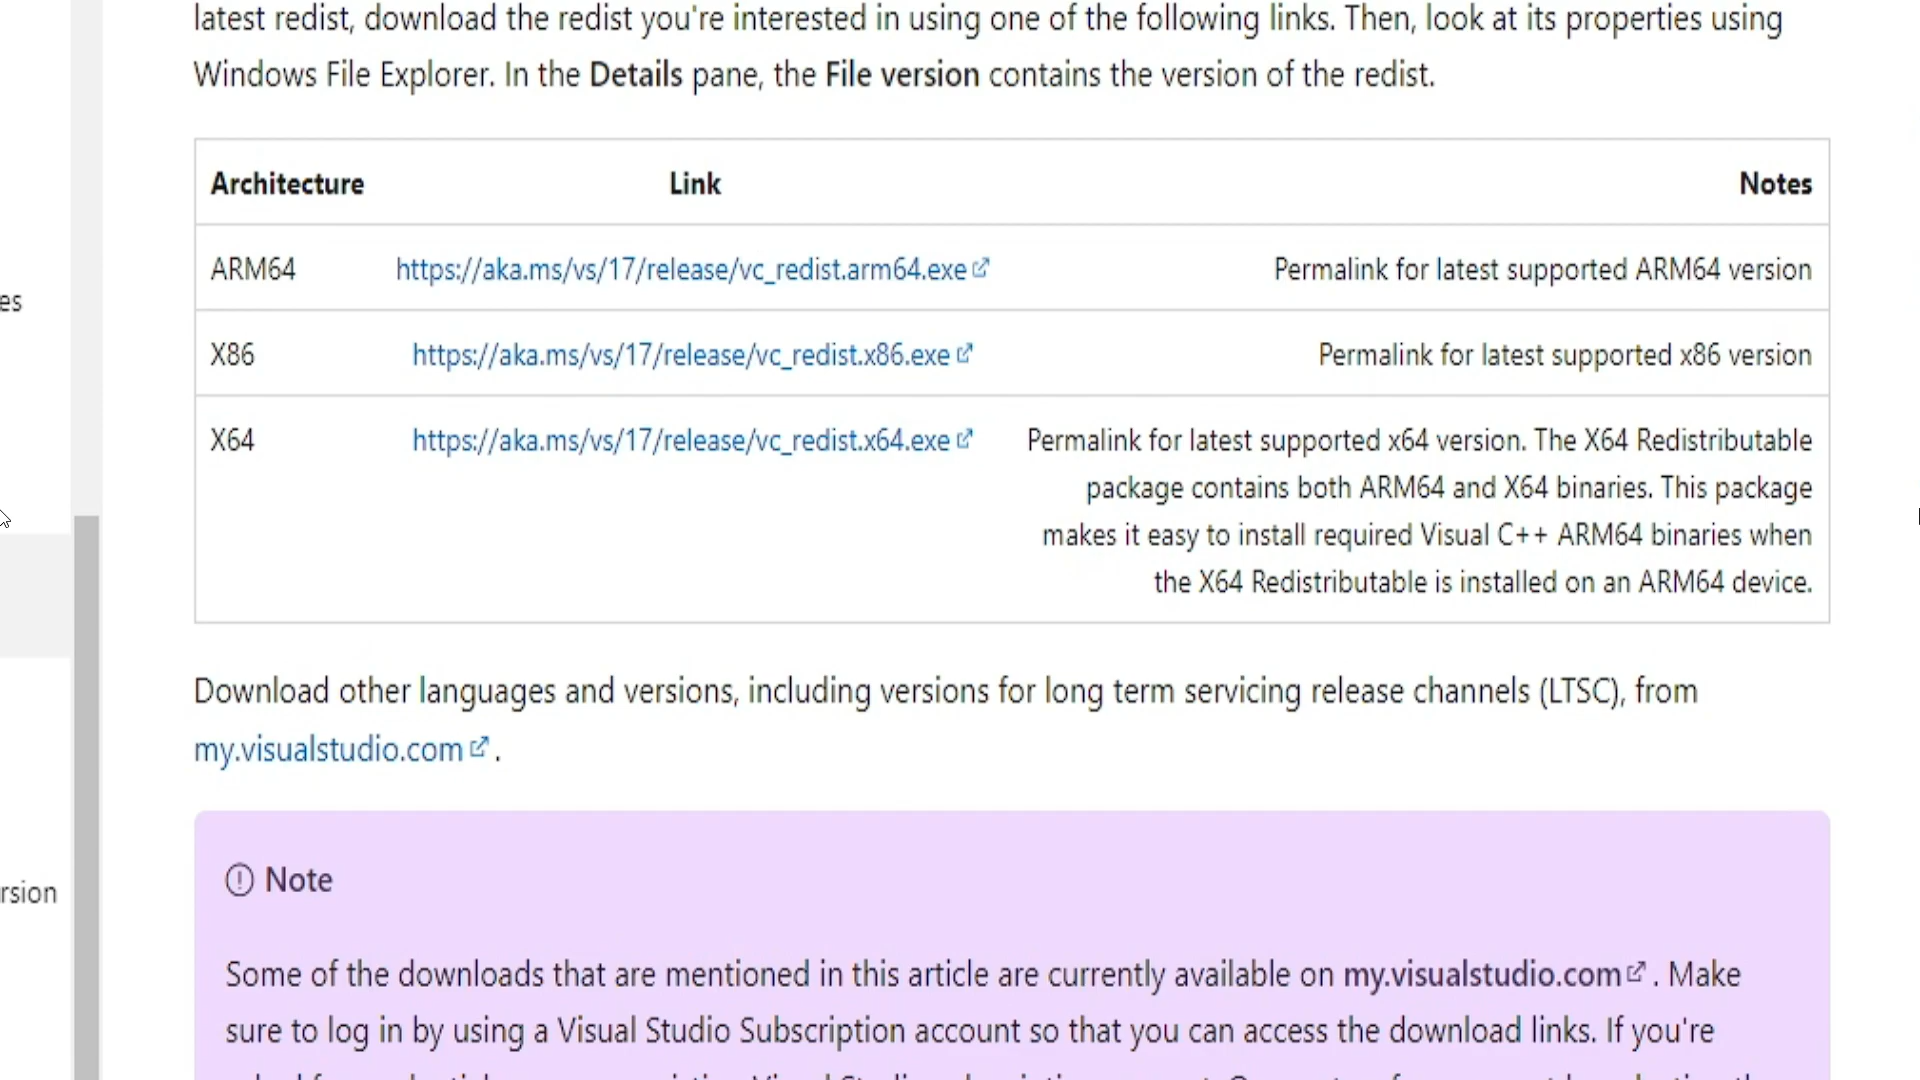 latest redist, download the redist you're interested in using one of the following links. Then, look at its properties using
Windows File Explorer. In the Details pane, the File version contains the version of the redist.
Architecture Link Notes
ARM64 https://aka.ms/vs/17/release/vc_redist.arm64.exe Permalink for latest supported ARM64 version
es
X86 https://aka.ms/vs/17/release/vc_redist.x86.exe Permalink for latest supported x86 version
X64 https://aka.ms/vs/17/release/vc_redist.x64.exe Permalink for latest supported x64 version. The X64 Redistributable
package contains both ARM64 and X64 binaries. This package
makes it easy to install required Visual C++ ARM64 binaries when
the X64 Redistributable is installed on an ARM64 device.
Download other languages and versions, including versions for long term servicing release channels (LTSC), from
my.visualstudio.com.
Note
rsion
Some of the downloads that are mentioned in this article are currently available on my.visualstudio.com. Make
sure to log in by using a Visual Studio Subscription account so that you can access the download links. If you're